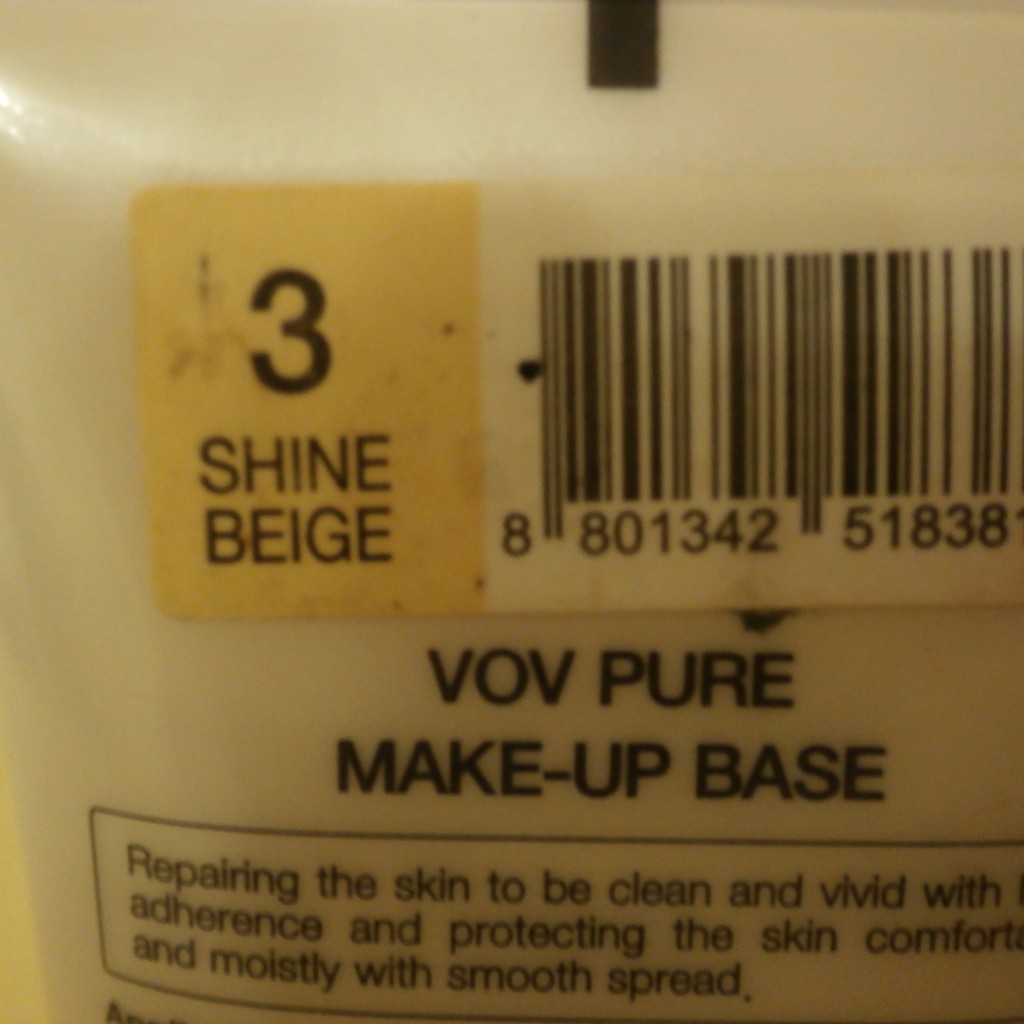 3
SHINE
BEIGE
8 801342 518381
VOV PURE
MAKE-UP BASE
Repairing the skin to be clean and vivid with
adherence and protecting the skin
and moistly with smooth spread.